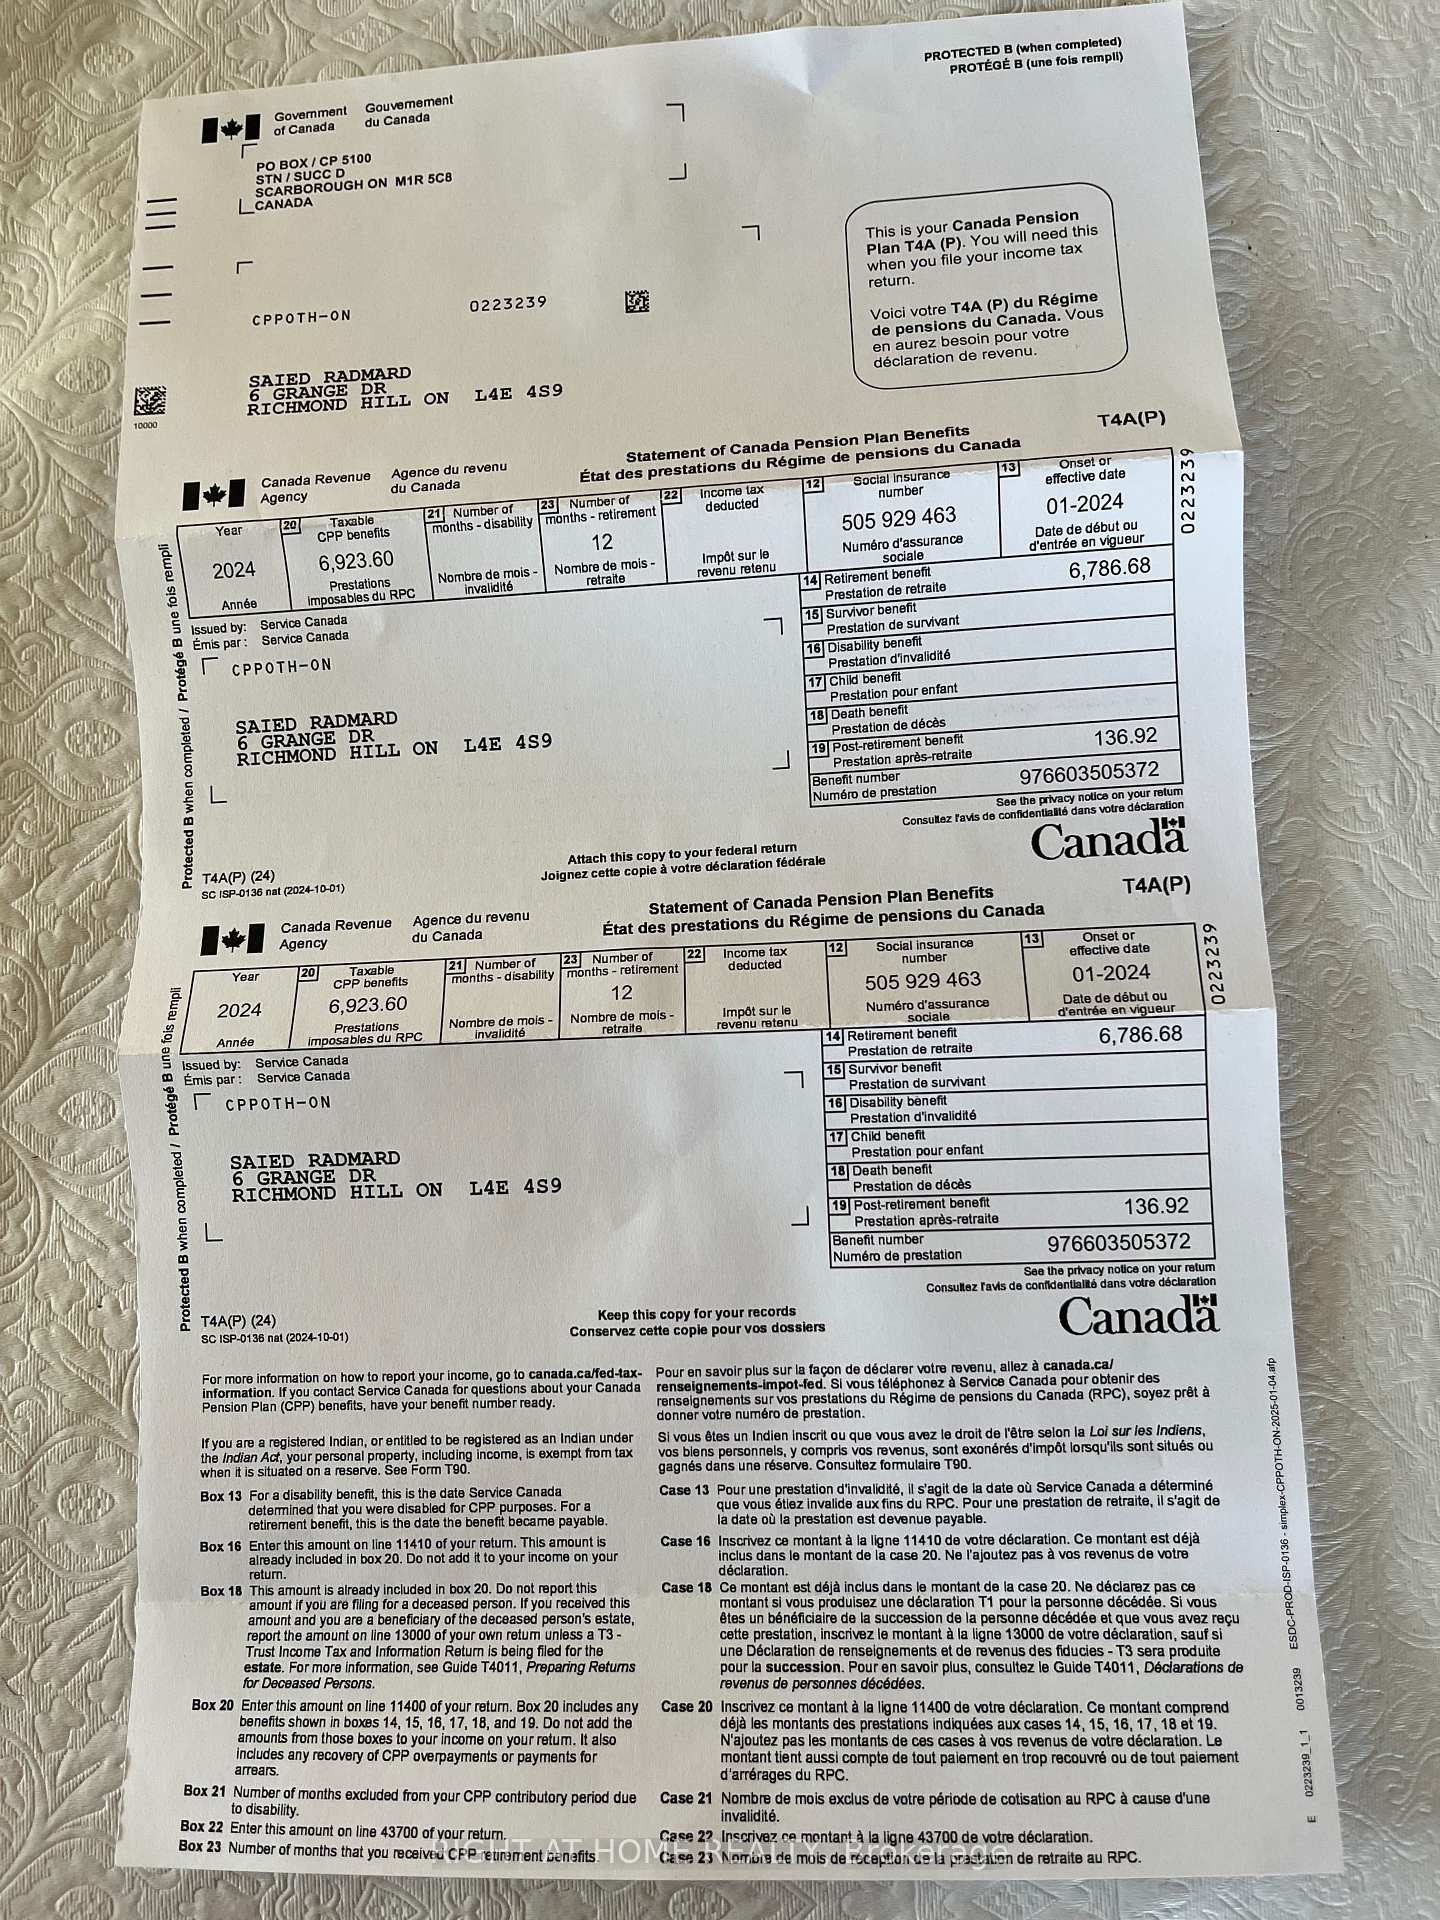 PROTECTED B (when completed)
PROTÉGÉ B (une fois rempli)
Government of Canada
Gouvernement du Canada
PO BOX / CP 5100
STN / SUCC D
SCARBOROUGH ON M1R 5C8
CANADA
This is your Canada Pension
Plan T4A (P). You will need this
when you file your income tax
return.
Voici votre T4A (P) du Régime
de pensions du Canada. Vous
en aurez besoin pour votre
déclaration de revenu.
CPPOTH-ON 0223239
SAIED RADMARD
6 GRANGE DR
RICHMOND HILL ON L4E 4S9
10000
T4A(P)
Statement of Canada Pension Plan Benefits
État des prestations du Régime de pensions du Canada
Canada Revenue Agency
Agence du revenu du Canada
Year
2024
Année
20 Taxable CPP benefits
6,923.60
Prestations imposables du RPC
21 Number of months - disability
Nombre de mois - invalidité
23 Number of months - retirement
12
Nombre de mois - retraite
22 Income tax deducted
Impôt sur le revenu retenu
12 Social insurance number
505 929 463
Numéro d'assurance sociale
13 Onset or effective date
01-2024
Date de début ou d'entrée en vigueur
0223239
Issued by: Service Canada
Émis par : Service Canada
CPPOTH-ON
SAIED RADMARD
6 GRANGE DR
RICHMOND HILL ON L4E 4S9
14 Retirement benefit 6,786.68
Prestation de retraite
15 Survivor benefit
Prestation de survivant
16 Disability benefit
Prestation d'invalidité
17 Child benefit
Prestation pour enfant
18 Death benefit
Prestation de décès
19 Post-retirement benefit 136.92
Prestation après-retraite
Benefit number 976603505372
Numéro de prestation
See the privacy notice on your return
Consultez l'avis de confidentialité dans votre déclaration
Protected B when completed / Protégé B une fois rempli
T4A(P) (24)
SC ISP-0136 nat (2024-10-01)
Attach this copy to your federal return
Joignez cette copie à votre déclaration fédérale
Canada
T4A(P)
Statement of Canada Pension Plan Benefits
État des prestations du Régime de pensions du Canada
Canada Revenue Agency
Agence du revenu du Canada
Year
2024
Année
20 Taxable CPP benefits
6,923.60
Prestations imposables du RPC
21 Number of months - disability
Nombre de mois - invalidité
23 Number of months - retirement
12
Nombre de mois - retraite
22 Income tax deducted
Impôt sur le revenu retenu
12 Social insurance number
505 929 463
Numéro d'assurance sociale
13 Onset or effective date
01-2024
Date de début ou d'entrée en vigueur
0223239
Issued by: Service Canada
Émis par : Service Canada
CPPOTH-ON
SAIED RADMARD
6 GRANGE DR
RICHMOND HILL ON L4E 4S9
14 Retirement benefit 6,786.68
Prestation de retraite
15 Survivor benefit
Prestation de survivant
16 Disability benefit
Prestation d'invalidité
17 Child benefit
Prestation pour enfant
18 Death benefit
Prestation de décès
19 Post-retirement benefit 136.92
Prestation après-retraite
Benefit number 976603505372
Numéro de prestation
See the privacy notice on your return
Consultez l'avis de confidentialité dans votre déclaration
Protected B when completed / Protégé B une fois rempli
T4A(P) (24)
SC ISP-0136 nat (2024-10-01)
Keep this copy for your records
Conservez cette copie pour vos dossiers
Canada
For more information on how to report your income, go to canada.ca/fed-tax-
information. If you contact Service Canada for questions about your Canada
Pension Plan (CPP) benefits, have your benefit number ready.
If you are a registered Indian, or entitled to be registered as an Indian under
the Indian Act, your personal property, including income, is exempt from tax
when it is situated on a reserve. See Form T90.
Box 13 For a disability benefit, this is the date Service Canada
determined that you were disabled for CPP purposes. For a
retirement benefit, this is the date the benefit became payable.
Box 16 Enter this amount on line 11410 of your return. This amount is
already included in box 20. Do not add it to your income on your
return.
Box 18 This amount is already included in box 20. Do not report this
amount if you are filing for a deceased person. If you received this
amount and you are a beneficiary of the deceased person's estate,
report the amount on line 13000 of your own return unless a T3 -
Trust Income Tax and Information Return is being filed for the
estate. For more information, see Guide T4011, Preparing Returns
for Deceased Persons.
Box 20 Enter this amount on line 11400 of your return. Box 20 includes any
benefits shown in boxes 14, 15, 16, 17, 18, and 19. Do not add the
amounts from those boxes to your income on your return. It also
includes any recovery of CPP overpayments or payments for
arrears.
Box 21 Number of months excluded from your CPP contributory period due
to disability.
Box 22 Enter this amount on line 43700 of your return.
Box 23 Number of months that you received CPP retirement benefits.
Pour en savoir plus sur la façon de déclarer votre revenu, allez à canada.ca/
renseignements-impot-fed. Si vous téléphonez à Service Canada pour obtenir des
renseignements sur vos prestations du Régime de pensions du Canada (RPC), soyez prêt à
donner votre numéro de prestation.
Si vous êtes un Indien inscrit ou que vous avez le droit de l'être selon la Loi sur les Indiens,
vos biens personnels, y compris vos revenus, sont exonérés d'impôt lorsqu'ils sont situés ou
gagnés dans une réserve. Consultez formulaire T90.
Case 13 Pour une prestation d'invalidité, il s'agit de la date où Service Canada a déterminé
que vous étiez invalide aux fins du RPC. Pour une prestation de retraite, il s'agit de
la date où la prestation est devenue payable.
Case 16 Inscrivez ce montant à la ligne 11410 de votre déclaration. Ce montant est déjà
inclus dans le montant de la case 20. Ne l'ajoutez pas à vos revenus de votre
déclaration.
Case 18 Ce montant est déjà inclus dans le montant de la case 20. Ne déclarez pas ce
montant si vous produisez une déclaration T1 pour la personne décédée. Si vous
êtes un bénéficiaire de la succession de la personne décédée et que vous avez reçu
cette prestation, inscrivez le montant à la ligne 13000 de votre déclaration, sauf si
une Déclaration de renseignements et de revenus des fiducies - T3 sera produite
pour la succession. Pour en savoir plus, consultez le Guide T4011, Déclarations de
revenus de personnes décédées.
Case 20 Inscrivez ce montant à la ligne 11400 de votre déclaration. Ce montant comprend
déjà les montants des prestations indiquées aux cases 14, 15, 16, 17, 18 et 19.
N'ajoutez pas les montants de ces cases à vos revenus de votre déclaration. Le
montant tient aussi compte de tout paiement en trop recouvré ou de tout paiement
d'arrérages du RPC.
Case 21 Nombre de mois exclus de votre période de cotisation au RPC à cause d'une
invalidité.
Case 22 Inscrivez ce montant à la ligne 43700 de votre déclaration.
Case 23 Nombre de mois de réception de la prestation de retraite au RPC.
E 0223239_1_1 0013239 ESDC-PROD-ISP-0136 - simplex-CPPOTH-ON-2025-01-04.afp
RIGHT AT HOME REALTY, Brokerage